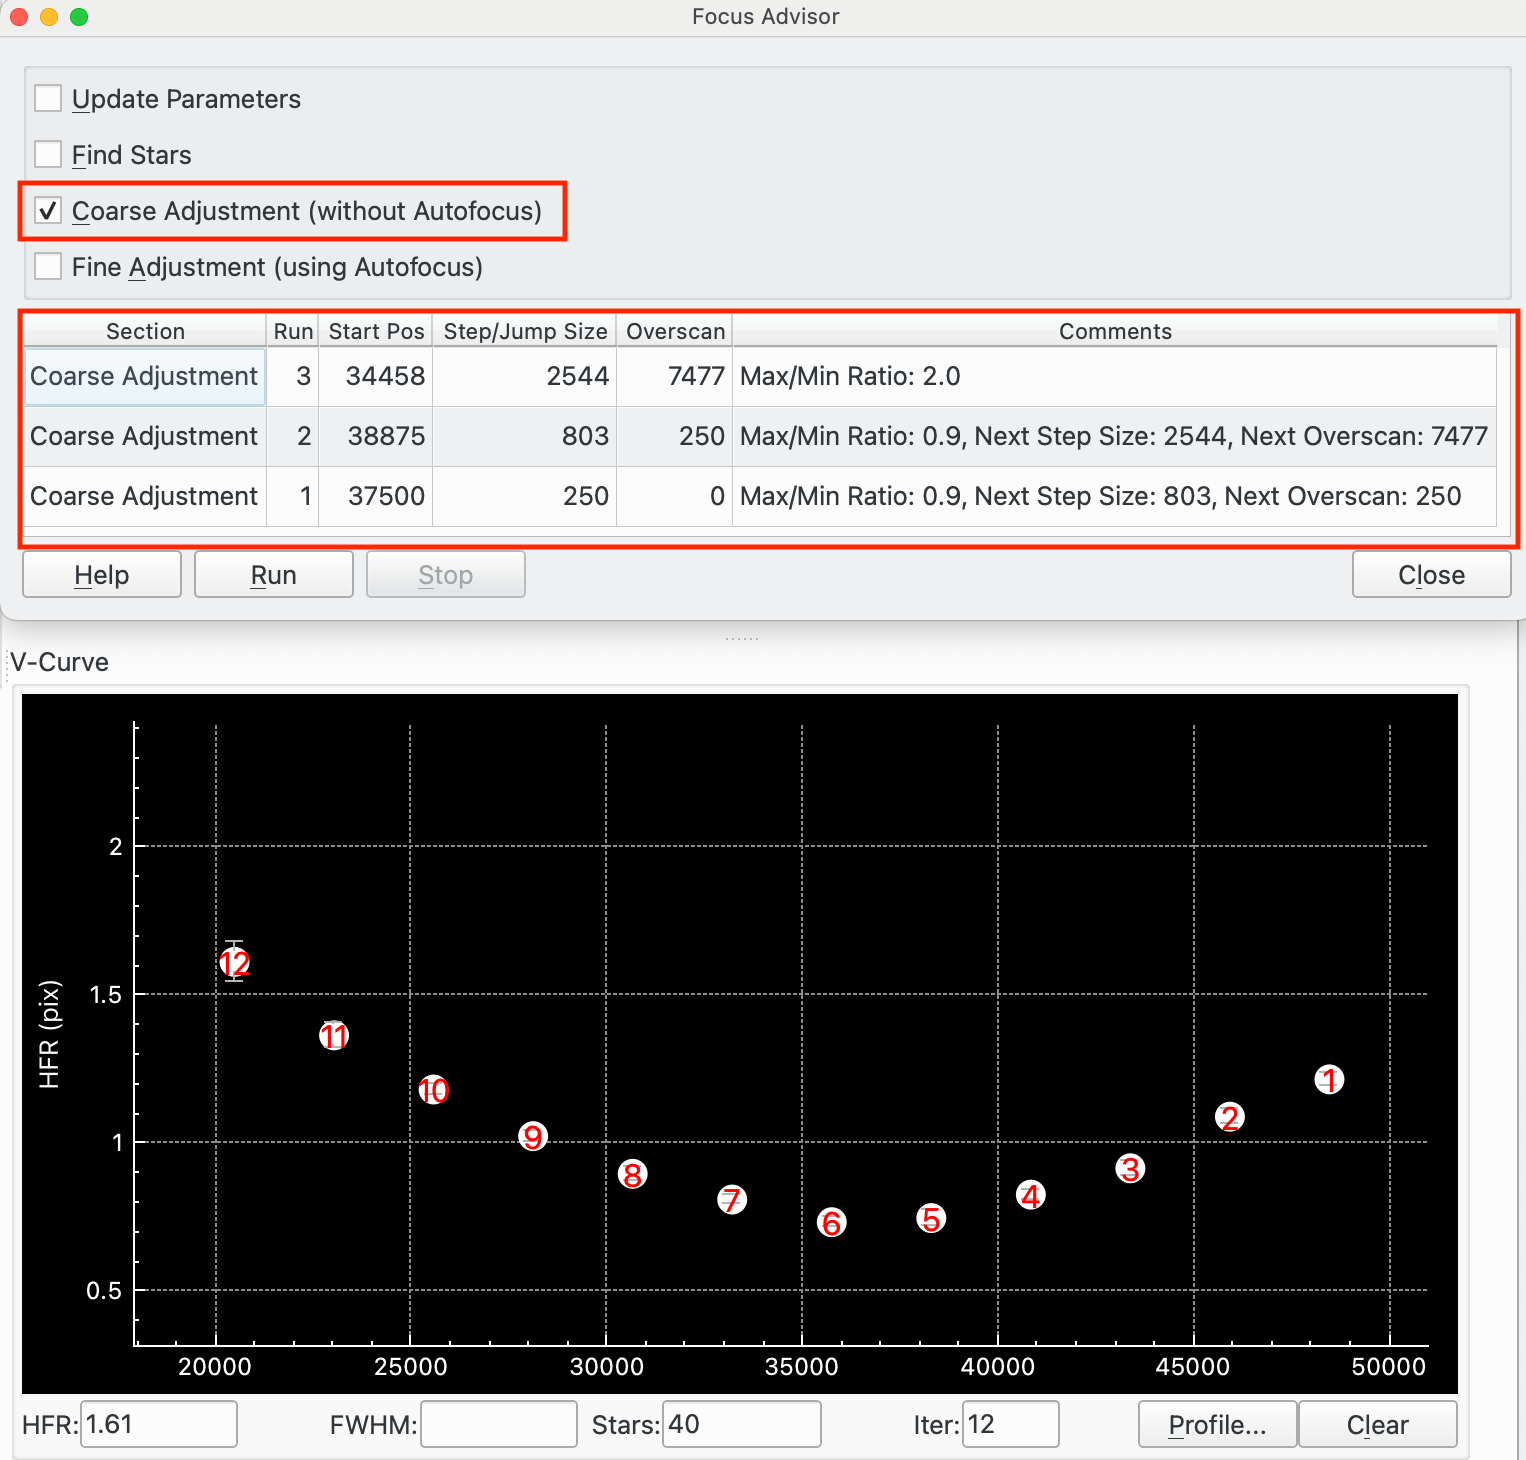 Focus Advisor
Update Parameters
Find Stars
Coarse Adjustment (without Autofocus)
Fine Adjustment (using Autofocus)
Section Run Start Pos Step/Jump Size Overscan Comments
Coarse Adjustment 3 34458 2544 7477 Max/Min Ratio: 2.0
Coarse Adjustment 2 38875 803 250 Max/Min Ratio: 0.9, Next Step Size: 2544, Next Overscan: 7477
Coarse Adjustment 1 37500 250 0 Max/Min Ratio: 0.9, Next Step Size: 803, Next Overscan: 250
Help Run Stop Close
V-Curve
HFR (pix)
2
1.5
1
0.5
12
11
10
9
8
7
6
5
4
3
2
1
20000 25000 30000 35000 40000 45000 50000
HFR: 1.61 FWHM: Stars: 40 Iter: 12 Profile... Clear